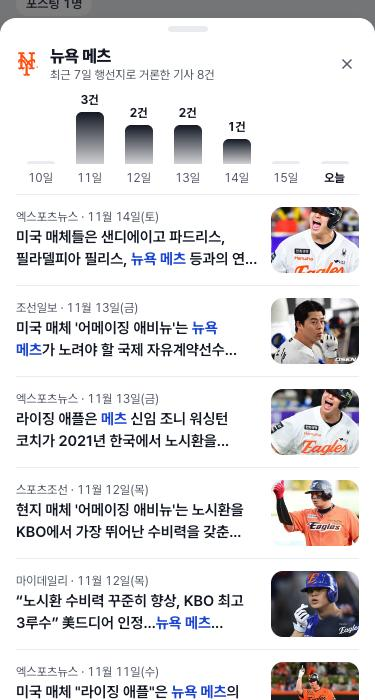 포스팅 1건
뉴욕 메츠
최근 7일 행선지로 거론한 기사 8건
3건
2건
2건
1건
10일
11일
12일
13일
14일
15일
오늘
엑스포츠뉴스 · 11월 14일(토)
미국 매체들은 샌디에이고 파드리스,
필라델피아 필리스, 뉴욕 메츠 등과의 연...
조선일보 · 11월 13일(금)
미국 매체 '어메이징 애비뉴'는 뉴욕
메츠가 노려야 할 국제 자유계약선수...
엑스포츠뉴스 · 11월 13일(금)
라이징 애플은 메츠 신임 조니 워싱턴
코치가 2021년 한국에서 노시환을...
스포츠조선 · 11월 12일(목)
현지 매체 '어메이징 애비뉴'는 노시환을
KBO에서 가장 뛰어난 수비력을 갖춘...
마이데일리 · 11월 12일(목)
“노시환 수비력 꾸준히 향상, KBO 최고
3루수” 美드디어 인정...뉴욕 메츠...
엑스포츠뉴스 · 11월 11일(수)
미국 매체 "라이징 애플"은 뉴욕 메츠의
Eagles
OSEN
Eagles
Eagles
Eagles